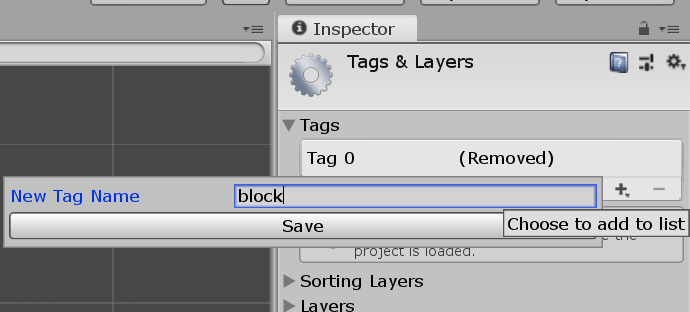 Inspector
Tags & Layers
Tags
Tag 0 (Removed)
New Tag Name block
Save
Choose to add to list
the
project is loaded.
Sorting Layers
Layers